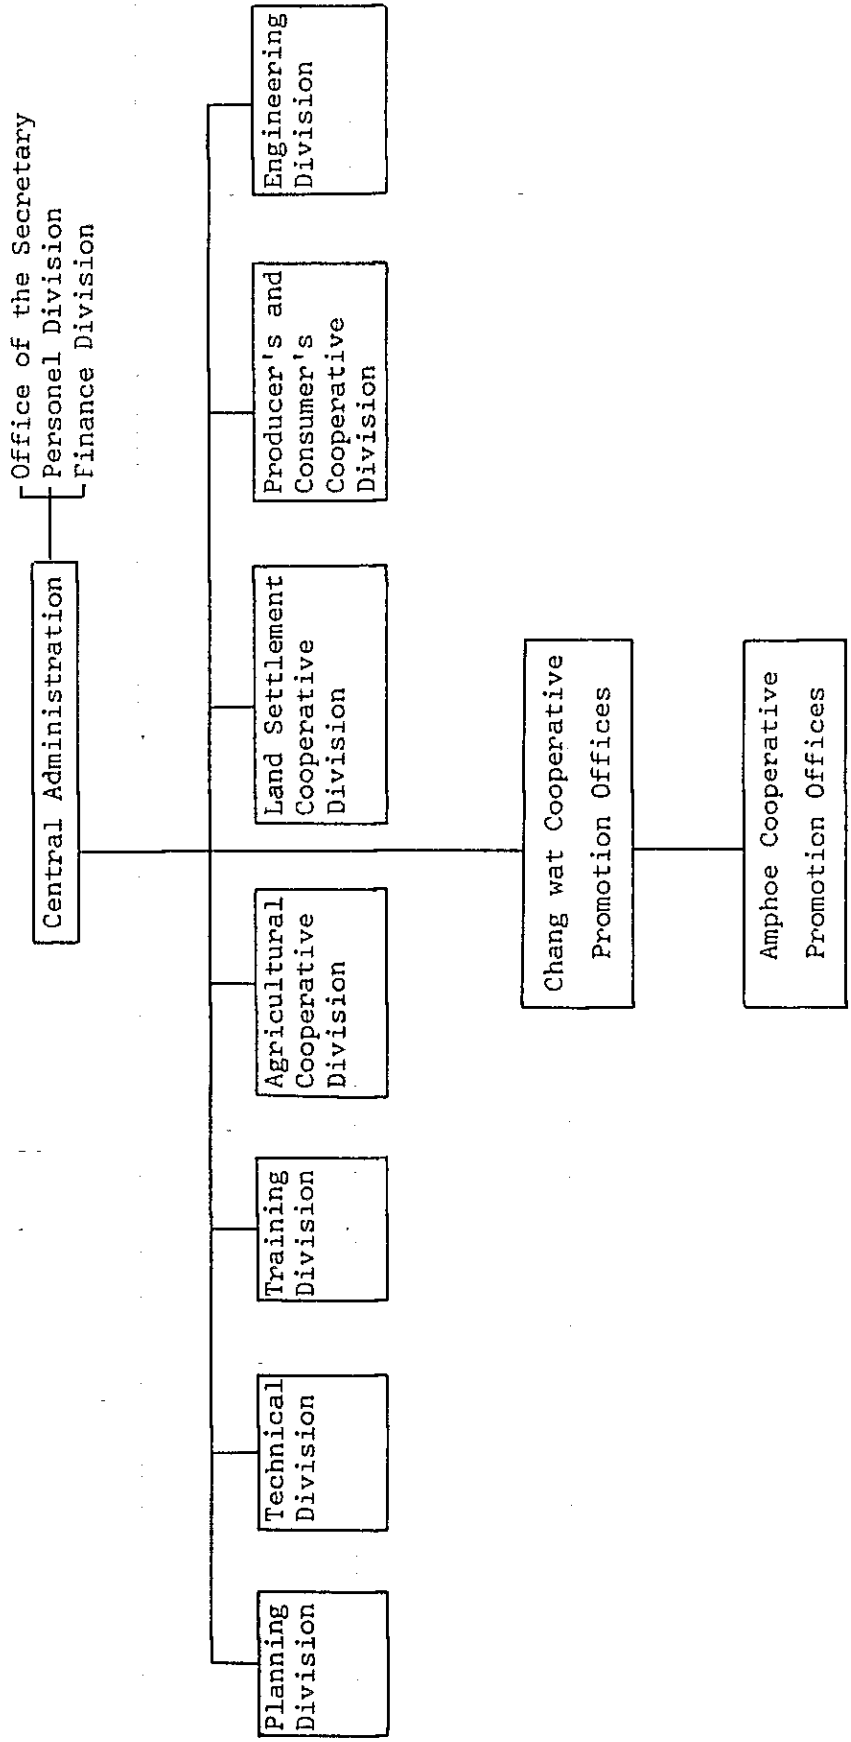 Central Administration
Office of the Secretary
Personel Division
Finance Division
Planning
Division
Technical
Division
Training
Division
Agricultural
Cooperative
Division
Land Settlement
Cooperative
Division
Producer's and
Consumer's
Cooperative
Division
Engineering
Division
Chang wat Cooperative
Promotion Offices
Amphoe Cooperative
Promotion Offices